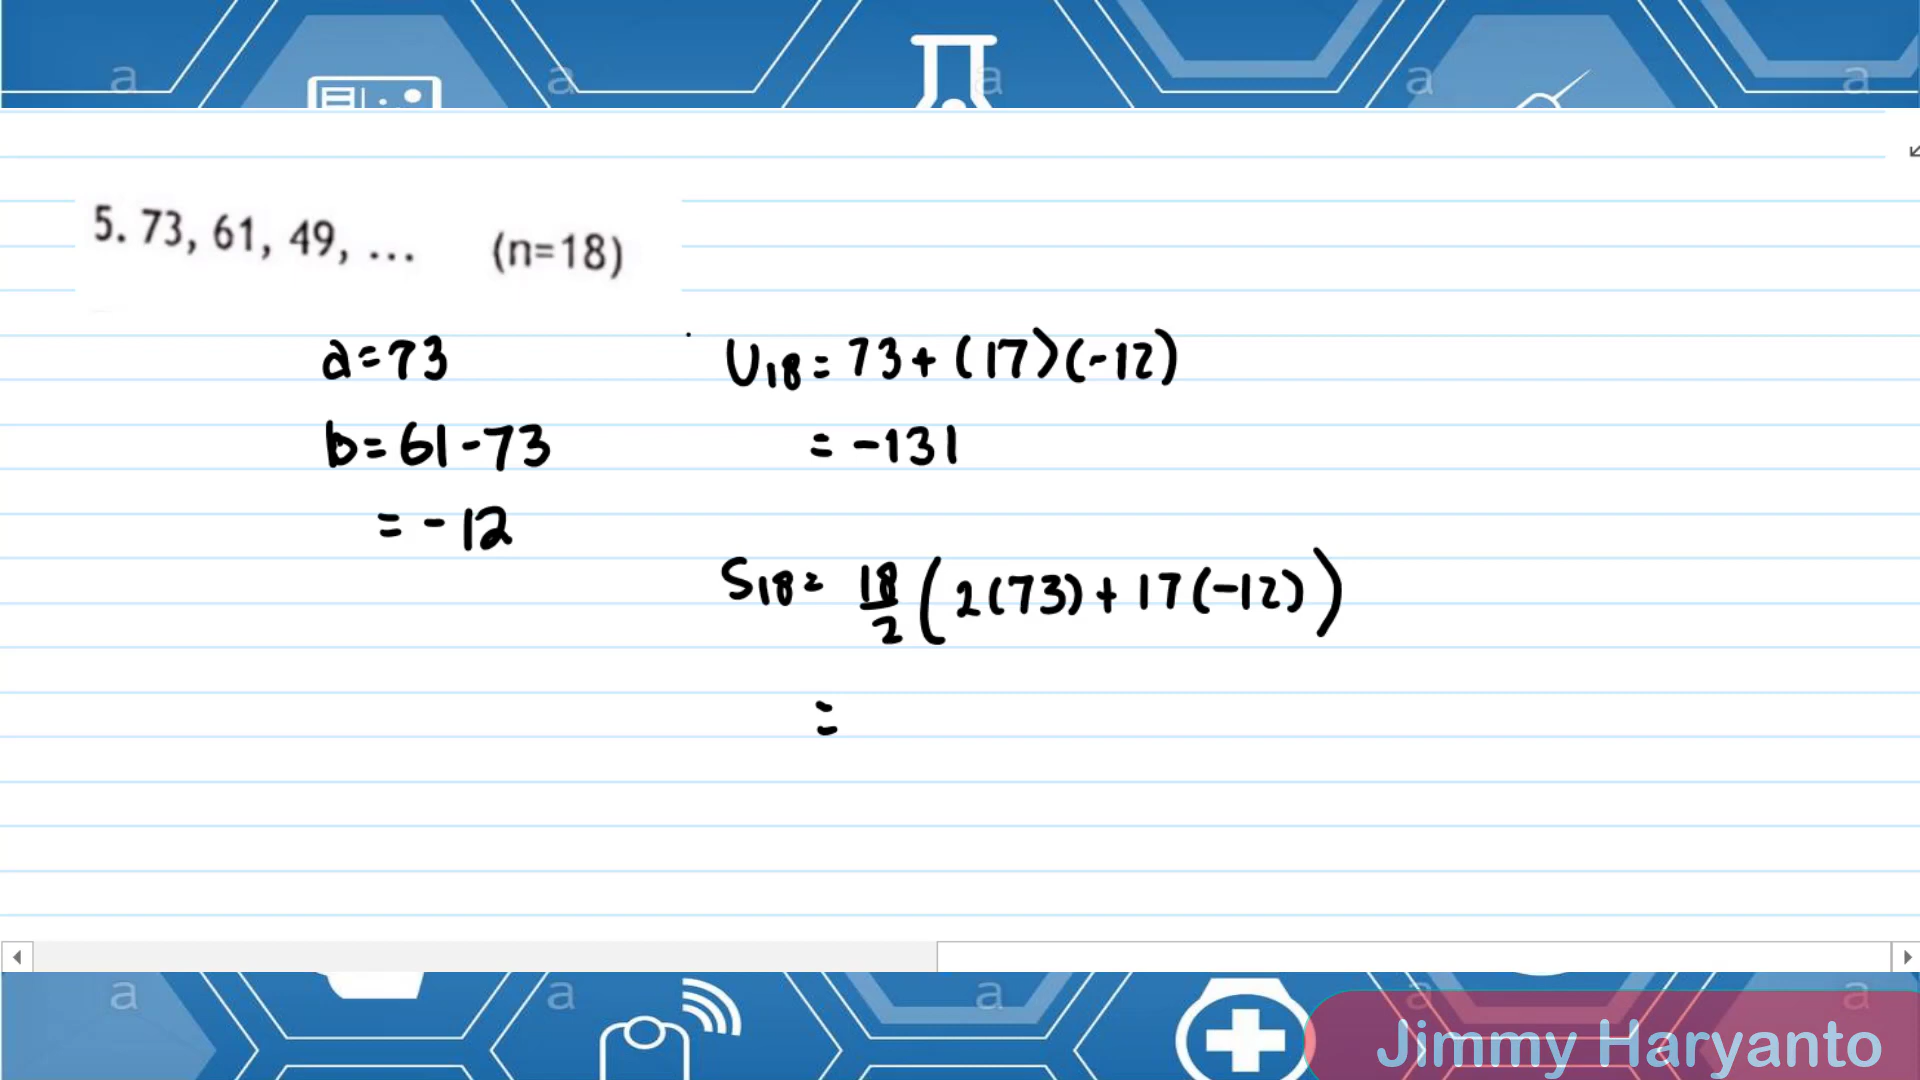 5. 73, 61, 49, ... (n=18)
a=73
b=61-73
=-12
U18=73+(17)(-12)
=-131
S18=18/2(2(73)+17(-12))
=
Jimmy Haryanto